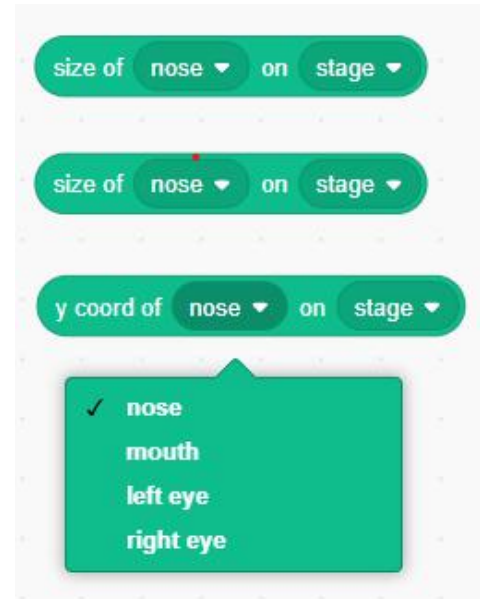 size of nose on stage
size of nose on stage
y coord of nose on stage
✓ nose
mouth
left eye
right eye